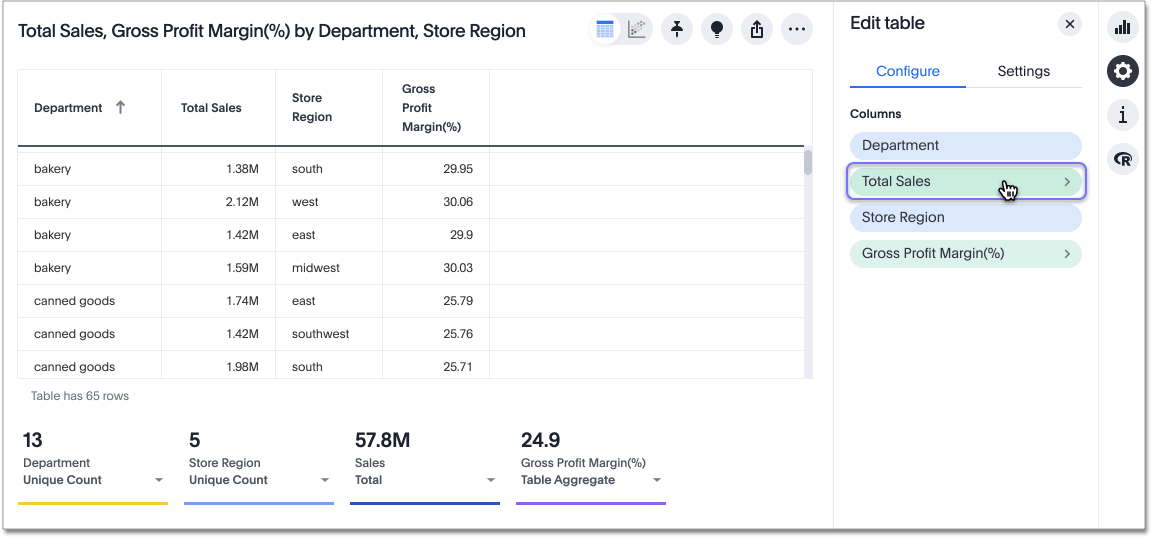 Total Sales, Gross Profit Margin(%) by Department, Store Region
Department Total Sales Store Region Gross Profit Margin(%)
bakery 1.38M south 29.95
bakery 2.12M west 30.06
bakery 1.42M east 29.9
bakery 1.59M midwest 30.03
canned goods 1.74M east 25.79
canned goods 1.42M southwest 25.76
canned goods 1.98M south 25.71
Table has 65 rows
13 5 57.8M 24.9
Department Store Region Sales Gross Profit Margin(%)
Unique Count Unique Count Total Table Aggregate
Edit table
Configure Settings
Columns
Department
Total Sales
Store Region
Gross Profit Margin(%)
i
R